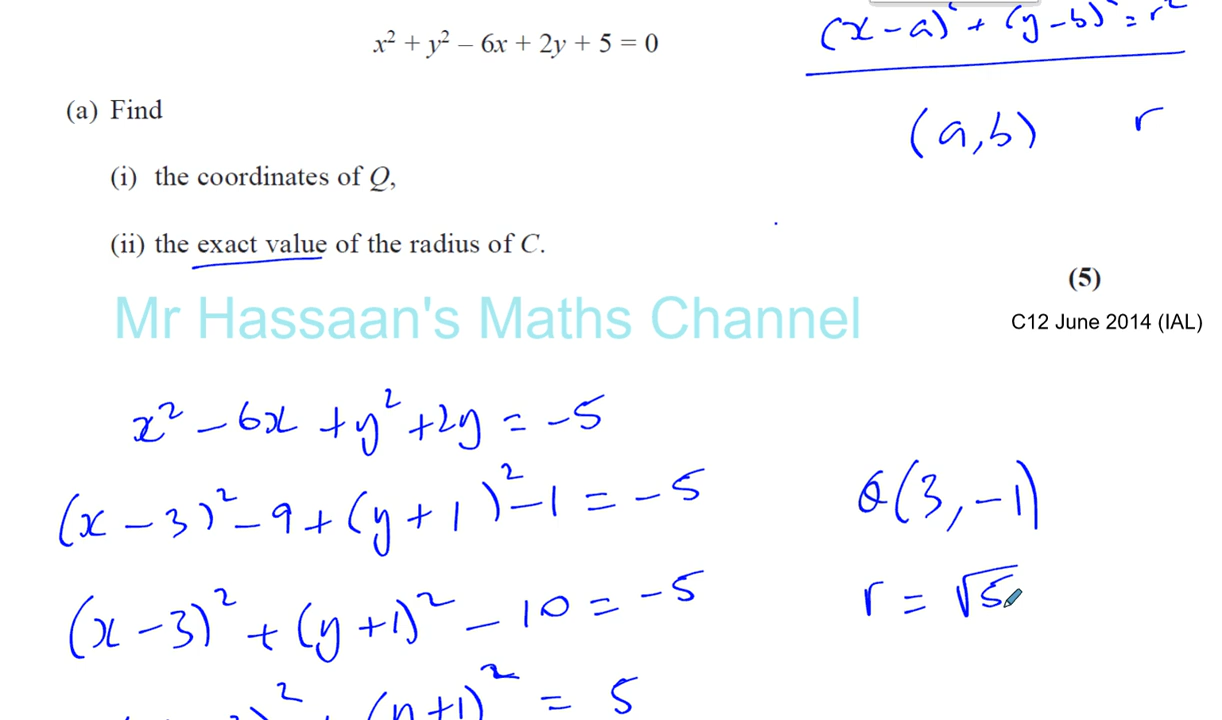 x² + y² – 6x + 2y + 5 = 0
(x-a)² + (y-b)² = r²
(a) Find
(a,b) r
(i) the coordinates of Q,
(ii) the exact value of the radius of C.
(5)
Mr Hassaan's Maths Channel
C12 June 2014 (IAL)
x² - 6x + y² + 2y = -5
(x - 3)² - 9 + (y + 1)² - 1 = -5
Q(3, -1)
(x - 3)² + (y + 1)² - 10 = -5
r = √5
+ (y + 1)² = 5